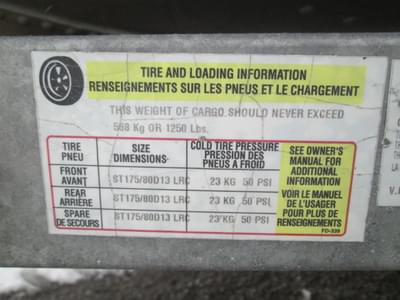 TIRE AND LOADING INFORMATION
RENSEIGNEMENTS SUR LES PNEUS ET LE CHARGEMENT
THIS WEIGHT OF CARGO SHOULD NEVER EXCEED
568 Kg OR 1250 Lbs.
TIRE
PNEU
SIZE
DIMENSIONS
COLD TIRE PRESSURE
PRESSION DES
PNEUS À FROID
SEE OWNER'S
MANUAL FOR
ADDITIONAL
INFORMATION
VOIR LE MANUEL
DE L'USAGER
POUR PLUS DE
RENSEIGNEMENTS
FRONT
AVANT
ST175/80D13 LRC
23 KG 50 PSI
REAR
ARRIÈRE
ST175/80D13 LRC
23 KG 50 PSI
SPARE
DE SECOURS
ST175/80D13 LRC
23 KG 50 PSI